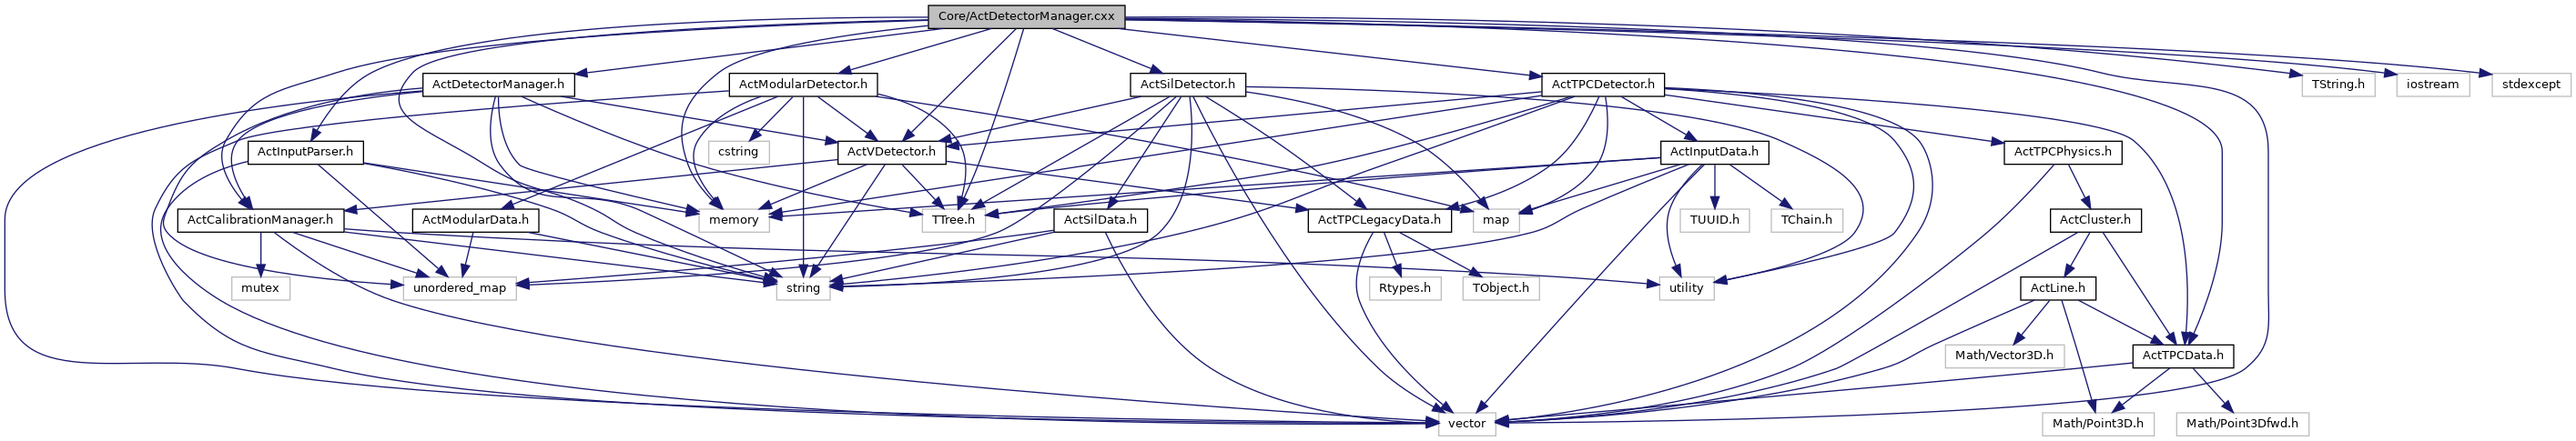 Core/ActDetectorManager.cxx
ActDetectorManager.h
ActModularDetector.h
ActSilDetector.h
ActTPCDetector.h
TString.h
iostream
stdexcept
ActInputParser.h
cstring
ActVDetector.h
ActInputData.h
ActTPCPhysics.h
ActCalibrationManager.h
ActModularData.h
memory
TTree.h
ActSilData.h
ActTPCLegacyData.h
map
TUUID.h
TChain.h
ActCluster.h
mutex
unordered_map
string
Rtypes.h
TObject.h
utility
ActLine.h
Math/Vector3D.h
ActTPCData.h
vector
Math/Point3D.h
Math/Point3Dfwd.h